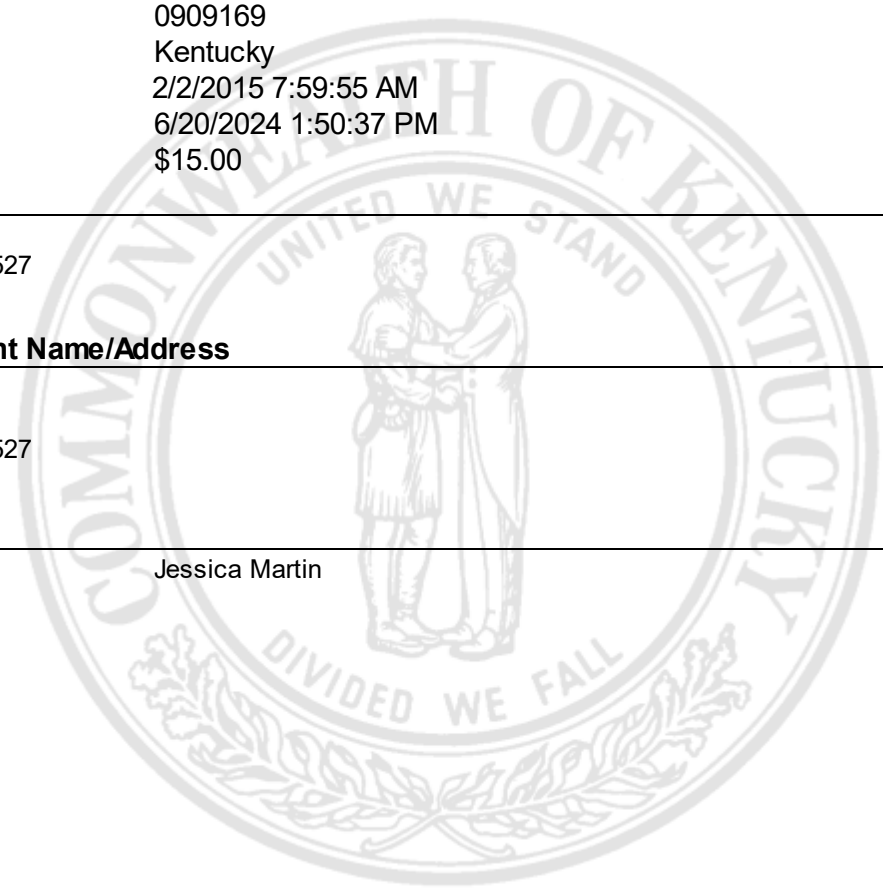 0909169
Kentucky
2/2/2015 7:59:55 AM
6/20/2024 1:50:37 PM
$15.00
COMMONWEALTH OF KENTUCKY
UNITED WE STAND
527
nt Name/Address
527
Jessica Martin
DIVIDED WE FALL